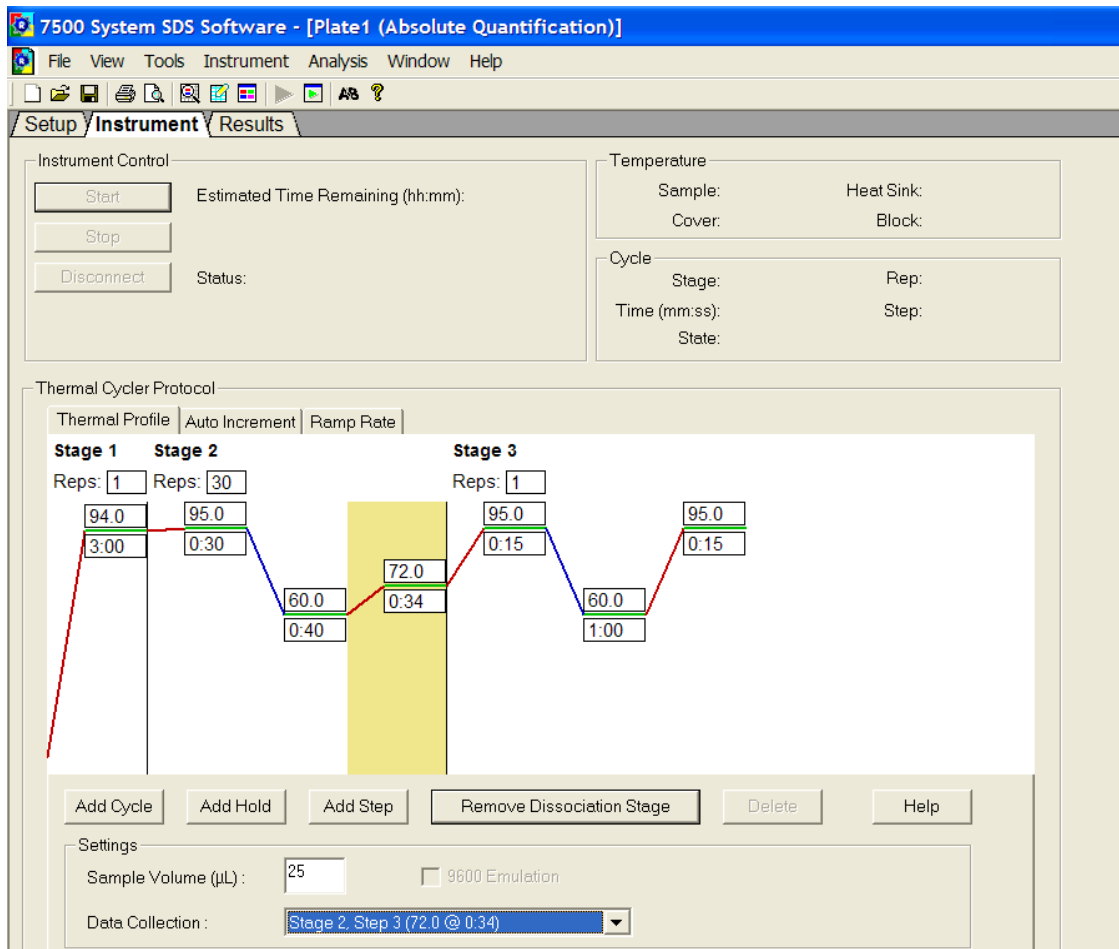 7500 System SDS Software - [Plate1 (Absolute Quantification)]
File View Tools Instrument Analysis Window Help
Setup Instrument Results
Instrument Control
Start Estimated Time Remaining (hh:mm):
Stop
Disconnect Status:
Temperature
Sample: Heat Sink:
Cover: Block:
Cycle
Stage: Rep:
Time (mm:ss): Step:
State:
Thermal Cycler Protocol
Thermal Profile Auto Increment Ramp Rate
Stage 1 Stage 2 Stage 3
Reps: 1 Reps: 30 Reps: 1
94.0 95.0 95.0 95.0
3:00 0:30 0:15 0:15
72.0
60.0 0:34 60.0
0:40 1:00
Add Cycle Add Hold Add Step Remove Dissociation Stage Delete Help
Settings
Sample Volume (µL) : 25 9600 Emulation
Data Collection : Stage 2, Step 3 (72.0 @ 0:34)